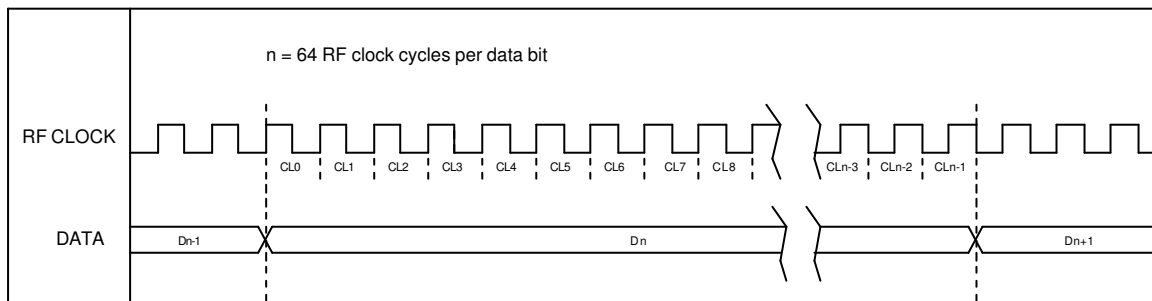 n = 64 RF clock cycles per data bit
RF CLOCK
CL0 CL1 CL2 CL3 CL4 CL5 CL6 CL7 CL8 CLn-3 CLn-2 CLn-1
DATA Dn-1 Dn Dn+1